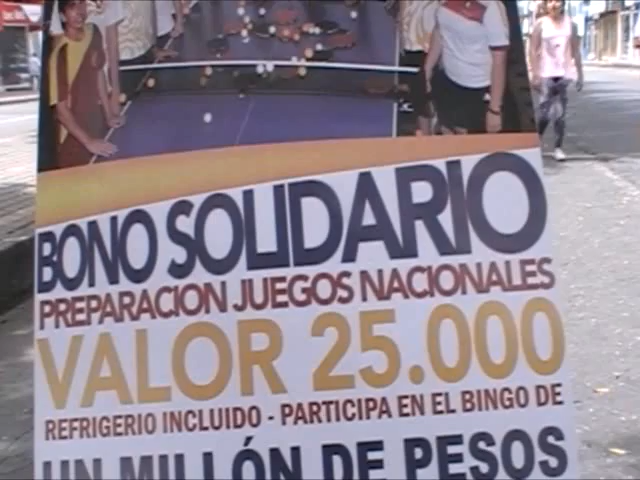 BONO SOLIDARIO
PREPARACION JUEGOS NACIONALES
VALOR 25.000
REFRIGERIO INCLUIDO - PARTICIPA EN EL BINGO DE
UN MILLÓN DE PESOS